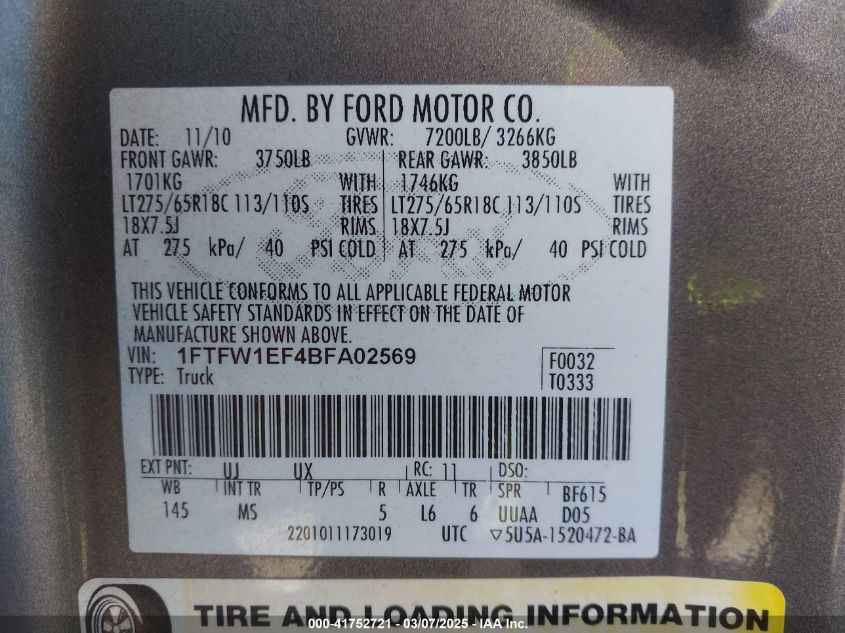 MFD. BY FORD MOTOR CO.
DATE: 11/10 GVWR: 7200LB/ 3266KG
FRONT GAWR: 3750LB REAR GAWR: 3850LB
1701KG WITH 1746KG WITH
LT275/65R18C 113/110S TIRES LT275/65R18C 113/110S TIRES
18X7.5J RIMS 18X7.5J RIMS
AT 275 kPa/ 40 PSI COLD AT 275 kPa/ 40 PSI COLD
THIS VEHICLE CONFORMS TO ALL APPLICABLE FEDERAL MOTOR
VEHICLE SAFETY STANDARDS IN EFFECT ON THE DATE OF
MANUFACTURE SHOWN ABOVE.
VIN: 1FTFW1EF4BFA02569 F0032
TYPE: Truck T0333
EXT PNT: UJ UX RC: 11 DSO:
WB INT TR TP/PS R AXLE TR SPR BF615
145 MS 5 L6 6 UUAA D05
2201011173019 UTC ▽5U5A-1520472-BA
TIRE AND LOADING INFORMATION
000-41752721 - 03/07/2025 - IAA Inc.